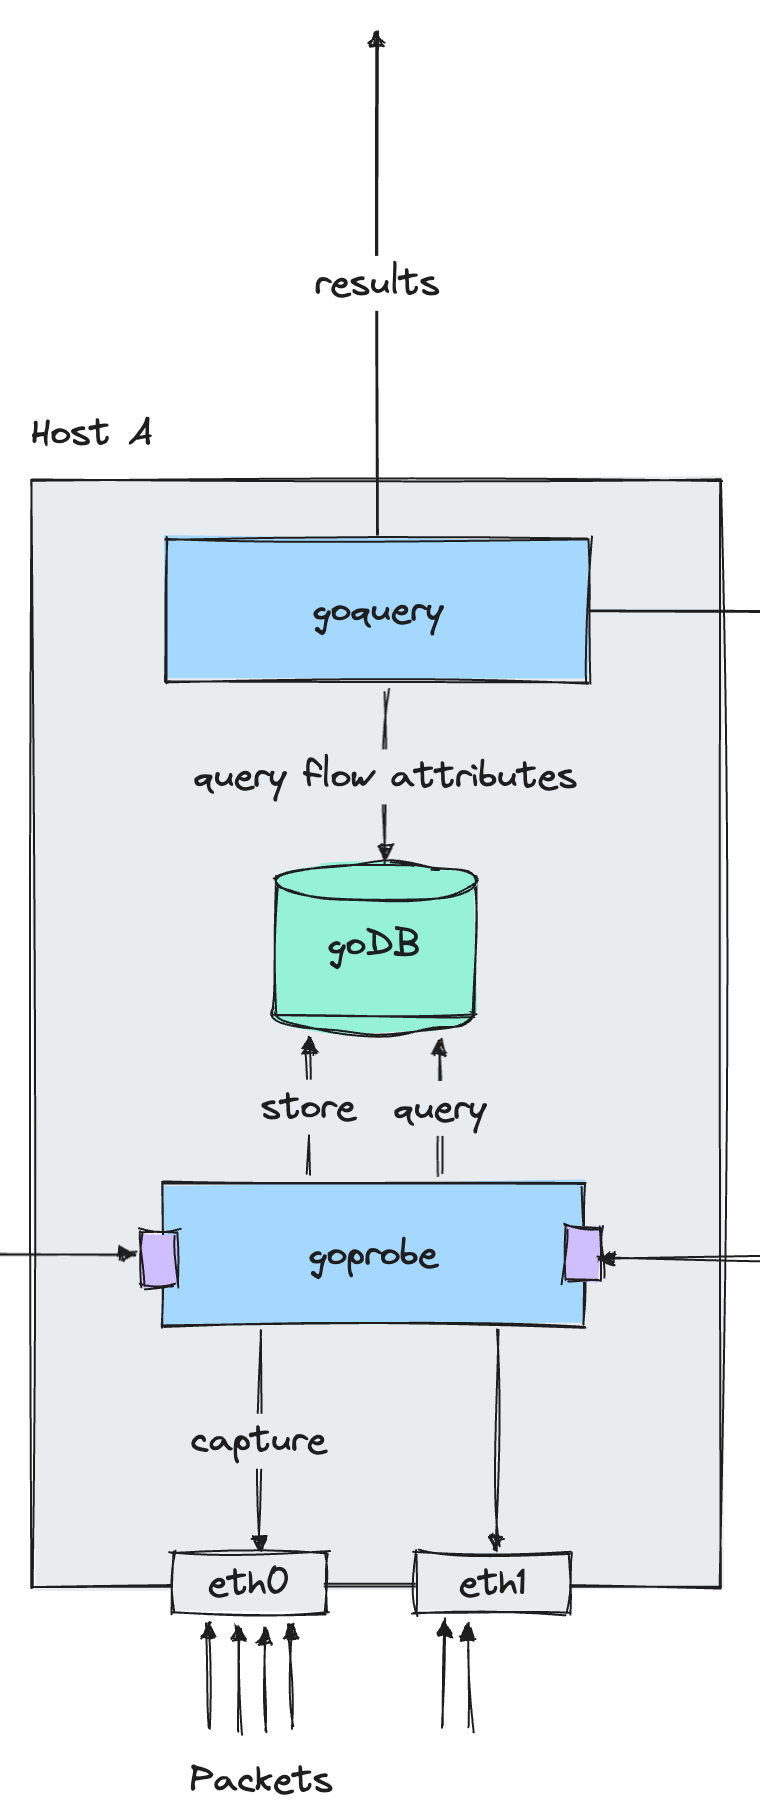 results
Host A
goquery
query flow attributes
goDB
store query
goprobe
capture
eth0 eth1
Packets